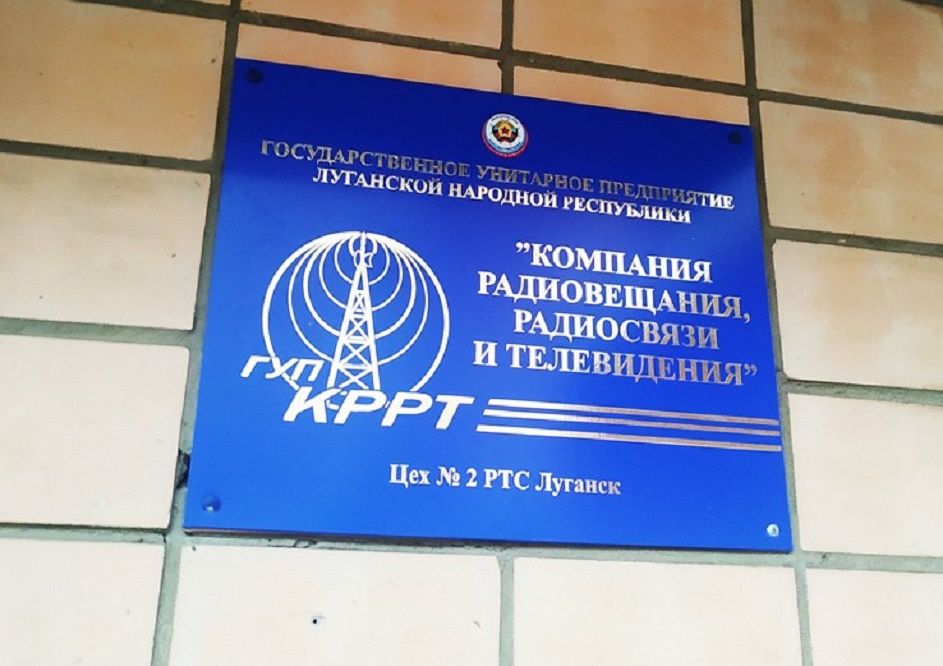 ГОСУДАРСТВЕННОЕ УНИТАРНОЕ ПРЕДПРИЯТИЕ
ЛУГАНСКОЙ НАРОДНОЙ РЕСПУБЛИКИ
"КОМПАНИЯ
РАДИОВЕЩАНИЯ,
РАДИОСВЯЗИ
И ТЕЛЕВИДЕНИЯ"
ГУП
КРРТ
Цех № 2 РТС Луганск